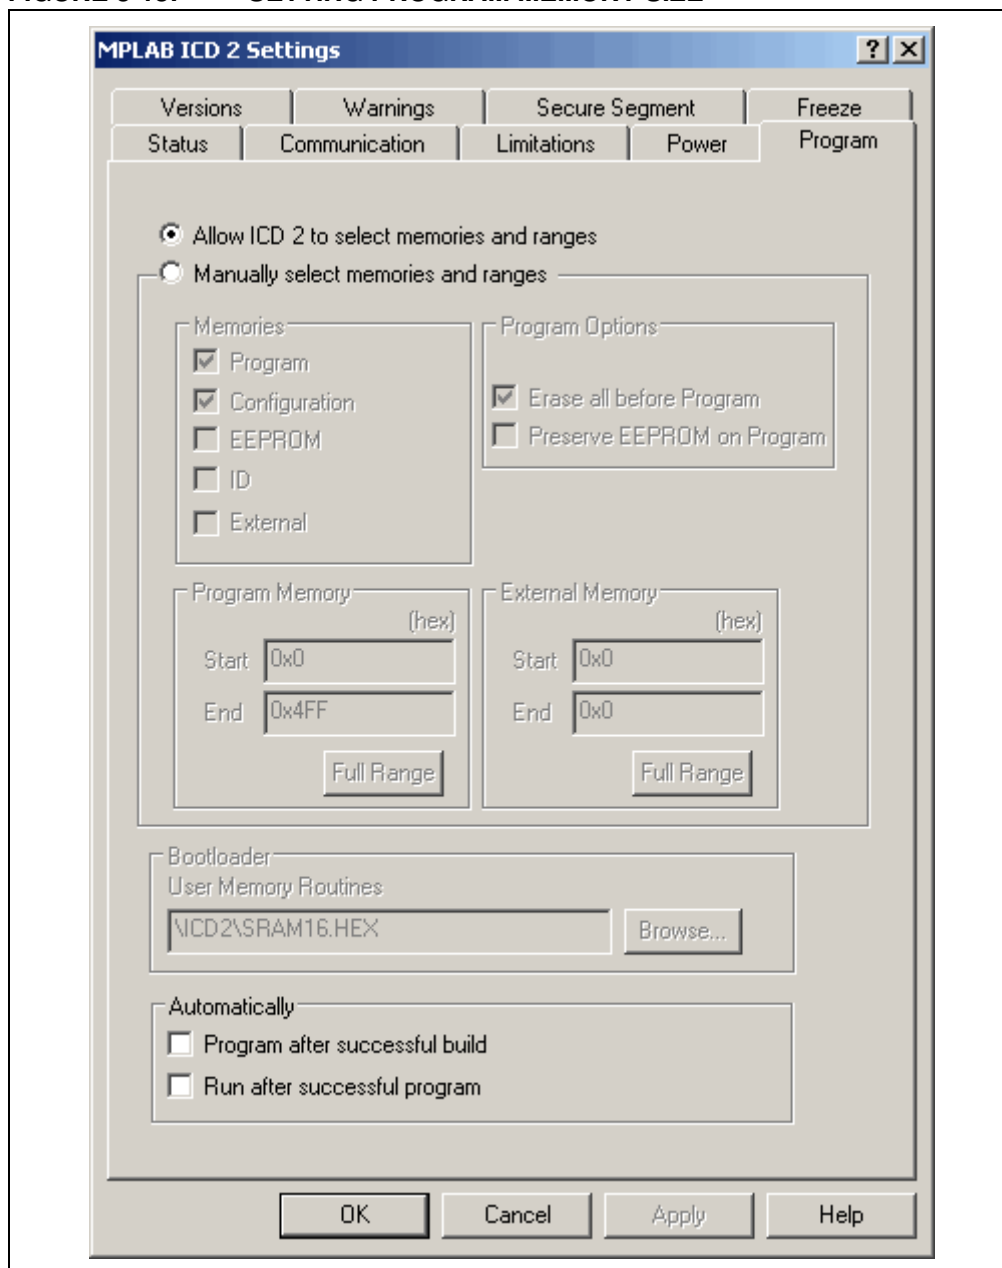 MPLAB ICD 2 Settings
Versions Warnings Secure Segment Freeze
Status Communication Limitations Power Program
Allow ICD 2 to select memories and ranges
Manually select memories and ranges
Memories
Program
Configuration
EEPROM
ID
External
Program Options
Erase all before Program
Preserve EEPROM on Program
Program Memory
(hex)
Start 0x0
End 0x4FF
Full Range
External Memory
(hex)
Start 0x0
End 0x0
Full Range
Bootloader
User Memory Routines
\ICD2\SRAM16.HEX Browse...
Automatically
Program after successful build
Run after successful program
OK Cancel Apply Help